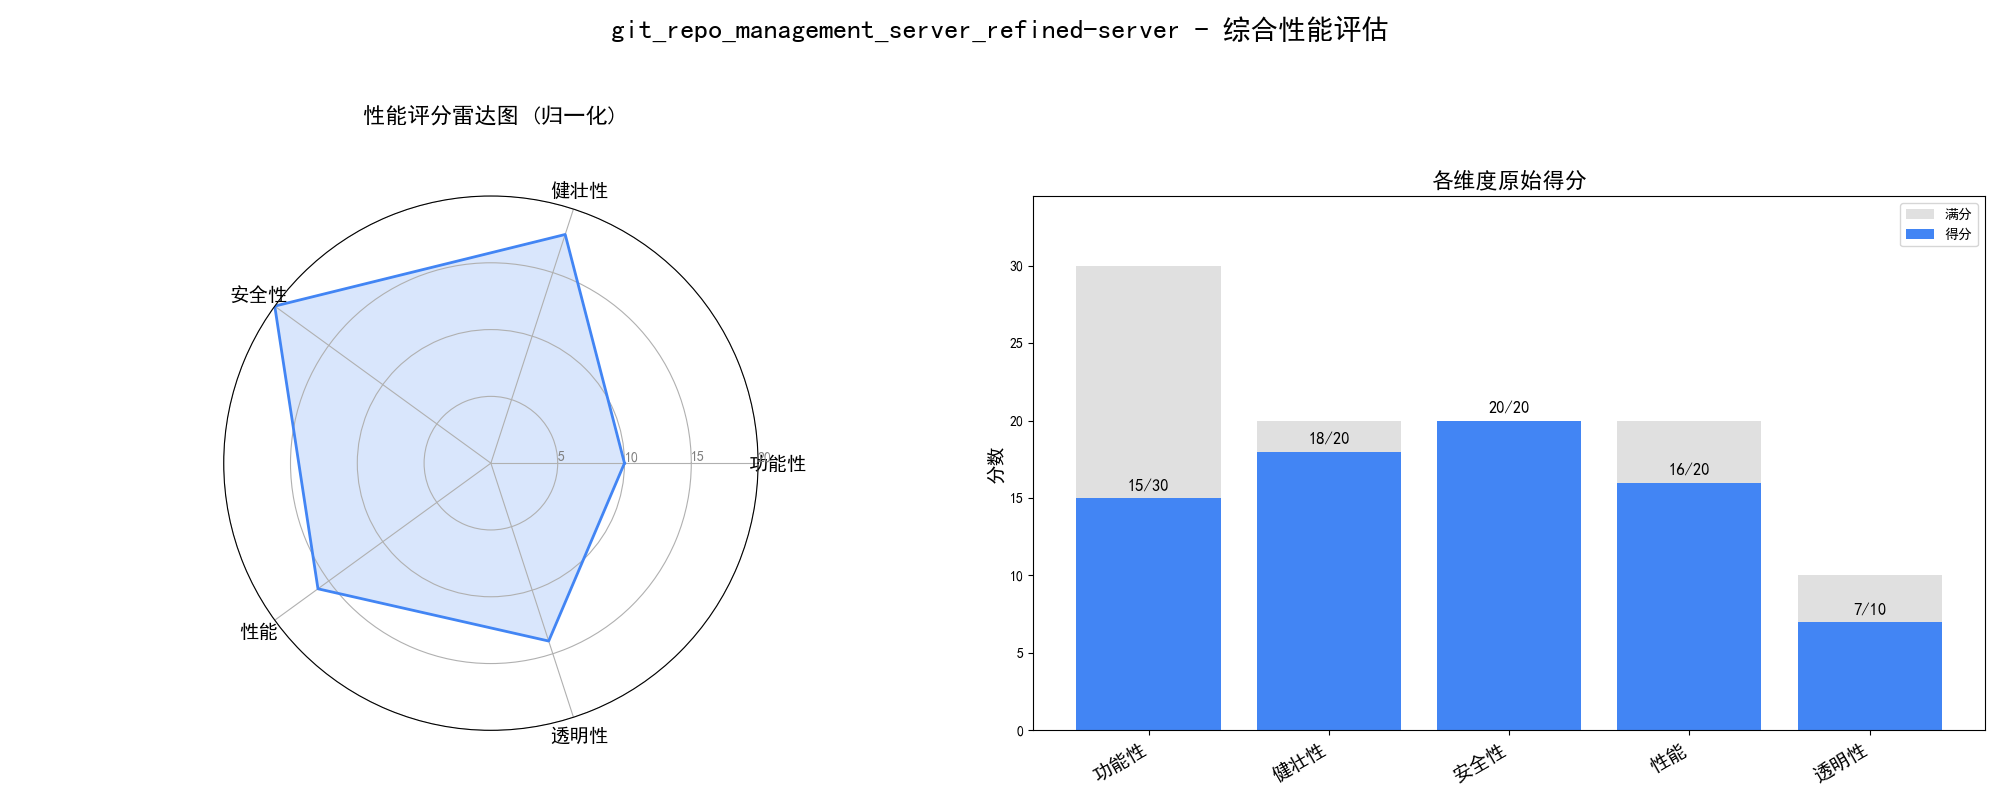 git_repo_management_server_refined-server - 综合性能评估
性能评分雷达图 (归一化)
健壮性
安全性
功能性
5
10
15
20
性能
透明性
各维度原始得分
满分
得分
分数
30
25
20
15
10
5
0
15/30
18/20
20/20
16/20
7/10
功能性
健壮性
安全性
性能
透明性